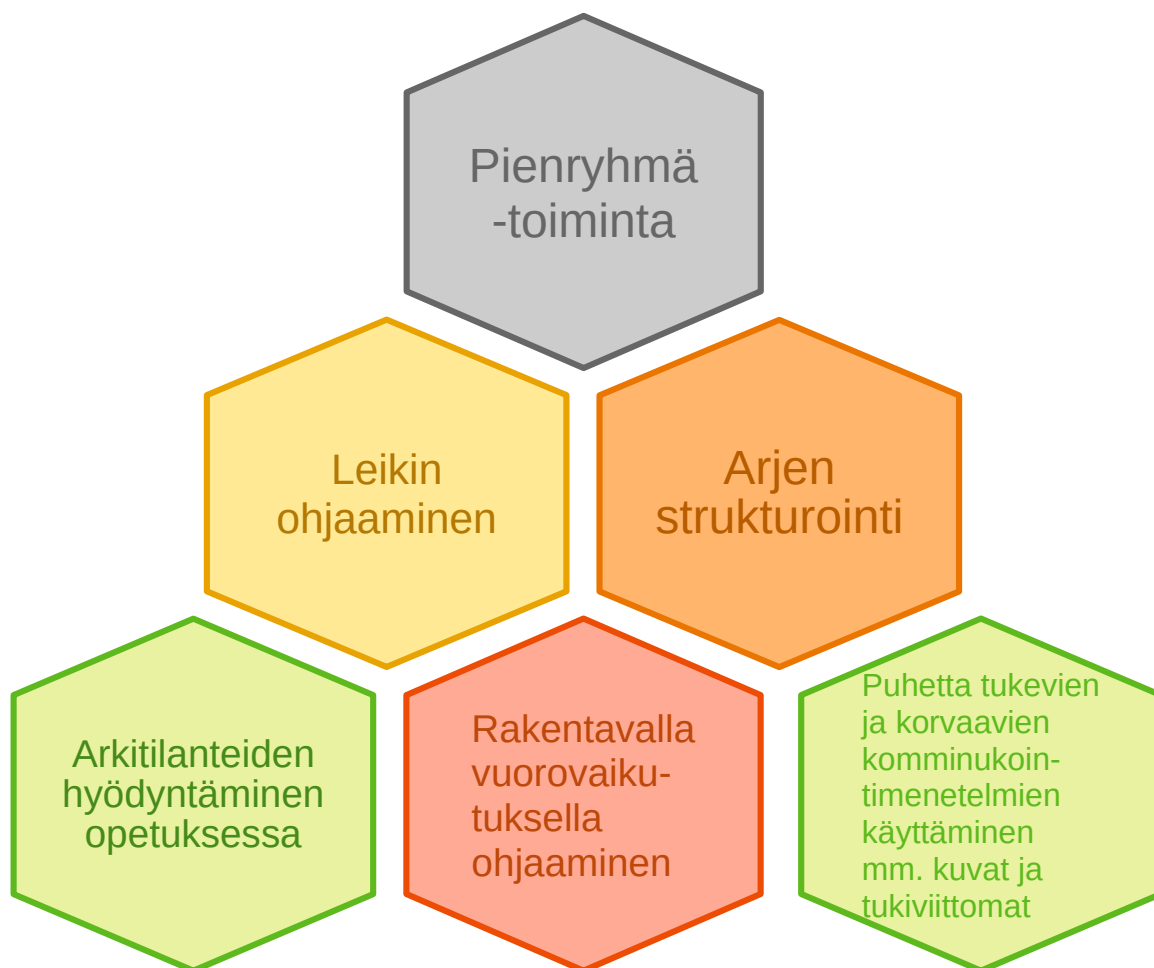 Pienryhmä
-toiminta
Leikin
ohjaaminen
Arjen
strukturointi
Arkitilanteiden
hyödyntäminen
opetuksessa
Rakentavalla
vuorovaiku-
tuksella
ohjaaminen
Puhetta tukevien
ja korvaavien
komminukoin-
timenetelmien
käyttäminen
mm. kuvat ja
tukiviittomat